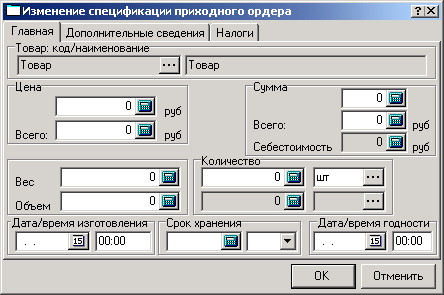 Изменение спецификации приходного ордера
Главная Дополнительные сведения Налоги
Товар: код/наименование
Товар ... Товар
Цена Сумма
0 руб 0
Всего: 0 руб Всего: 0 руб
Себестоимость 0 руб
Количество
Вес 0 0 шт ...
Объем 0 0 ...
Дата/время изготовления Срок хранения Дата/время годности
. . 15 00:00 . . 15 00:00
OK Отменить